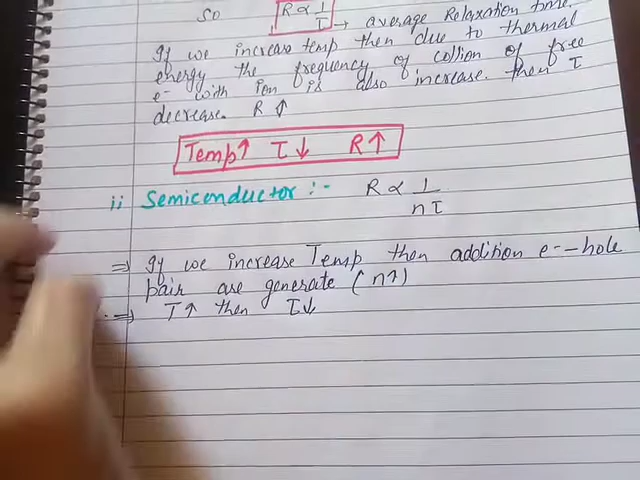 So R ∝ 1/τ → average Relaxation time.
If we increase temp then due to thermal
energy the frequency of collion of free
e- with ion is also increase. then τ
decrease. R ↑
Temp↑ τ↓ R↑
ii Semiconductor :- R ∝ 1/nτ
⇒ If we increase Temp then addition e--hole
pair are generate (n↑)
⇒ T↑ then τ↓